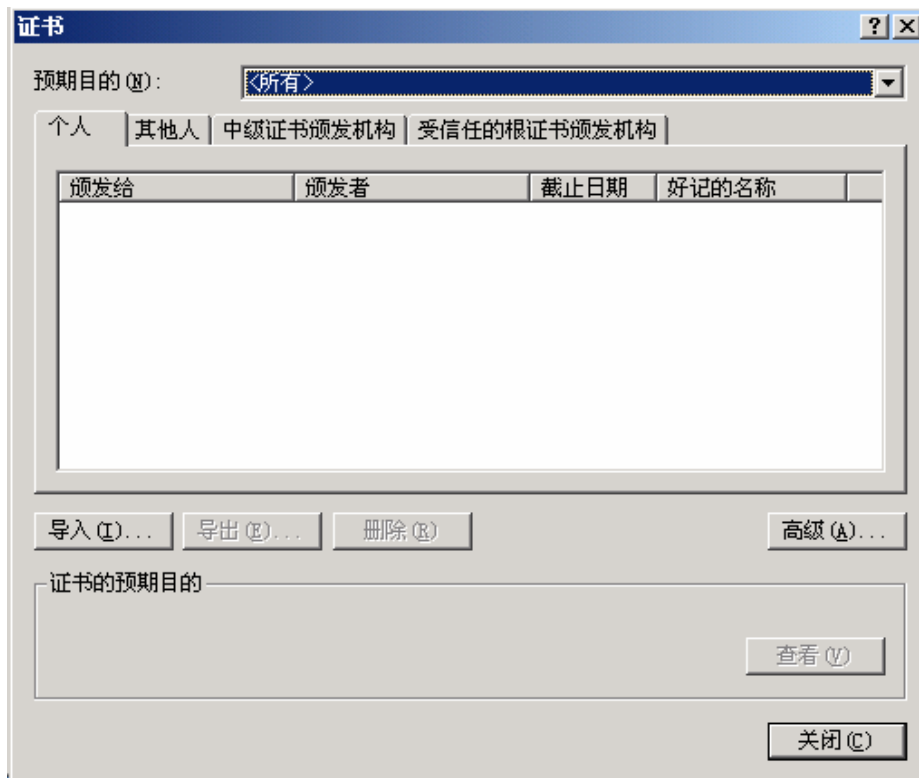 证书
预期目的(N): <所有>
个人 其他人 中级证书颁发机构 受信任的根证书颁发机构
颁发给 颁发者 截止日期 好记的名称
导入(I)... 导出(E)... 删除(R) 高级(A)...
证书的预期目的
查看(V)
关闭(C)